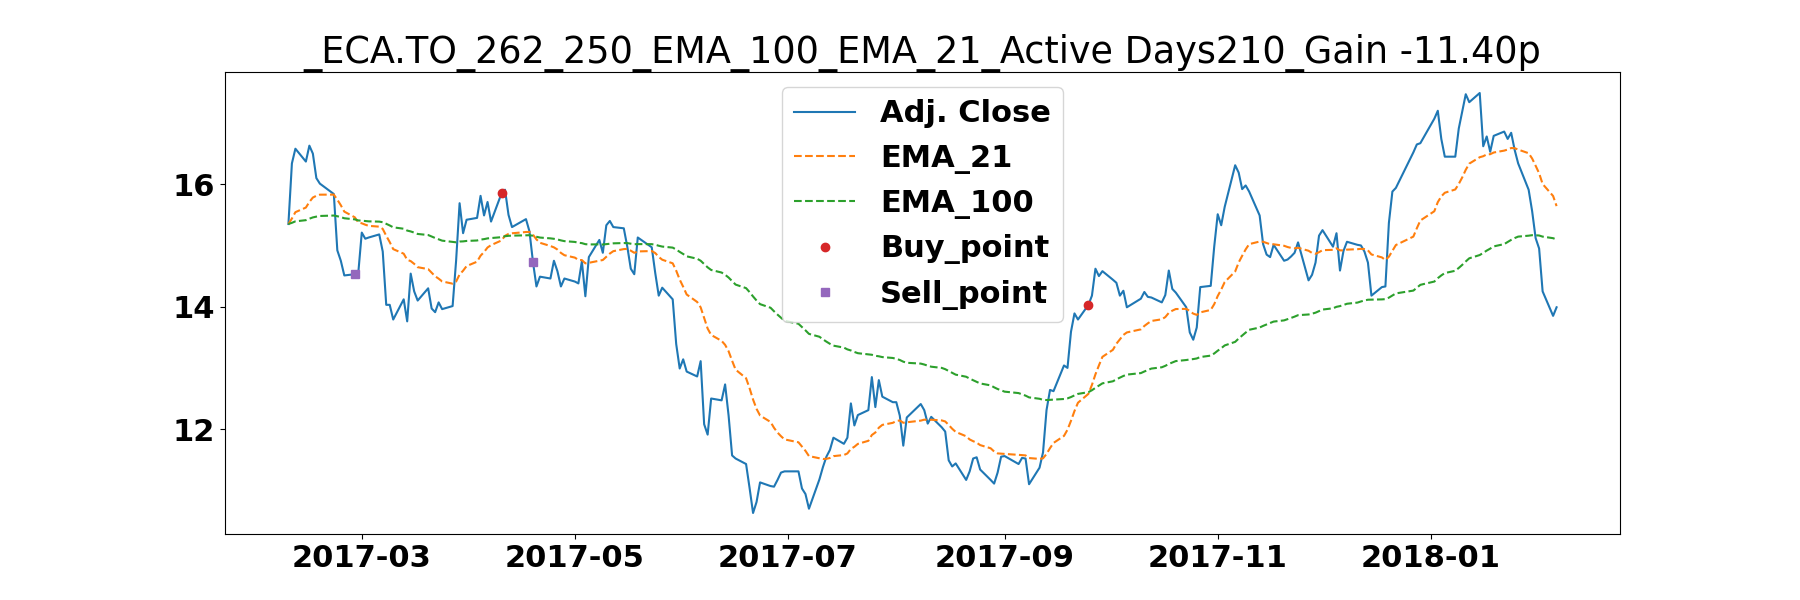 _ECA.TO_262_250_EMA_100_EMA_21_Active Days210_Gain -11.40p
Adj. Close
EMA_21
EMA_100
Buy_point
Sell_point
16
14
12
2017-03 2017-05 2017-07 2017-09 2017-11 2018-01